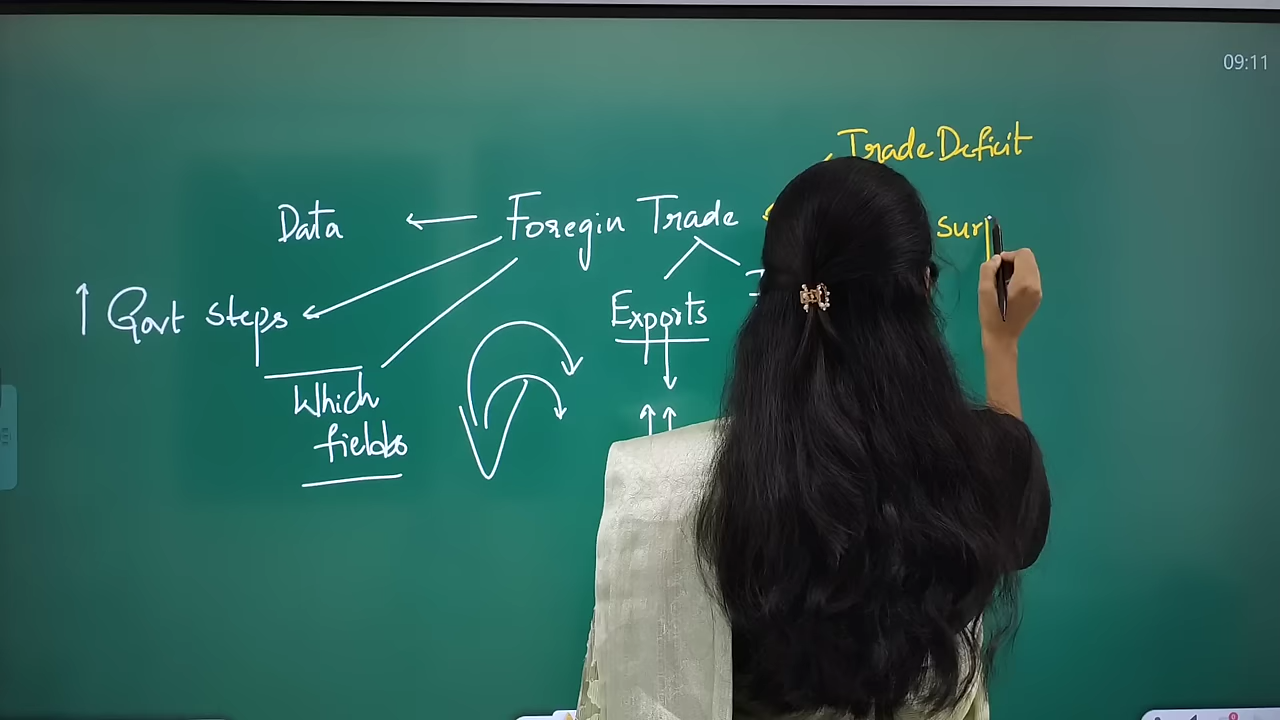 09:11
Trade Deficit
Data ← Foregin Trade
sur
↑ Govt steps
Exports
Which
fields